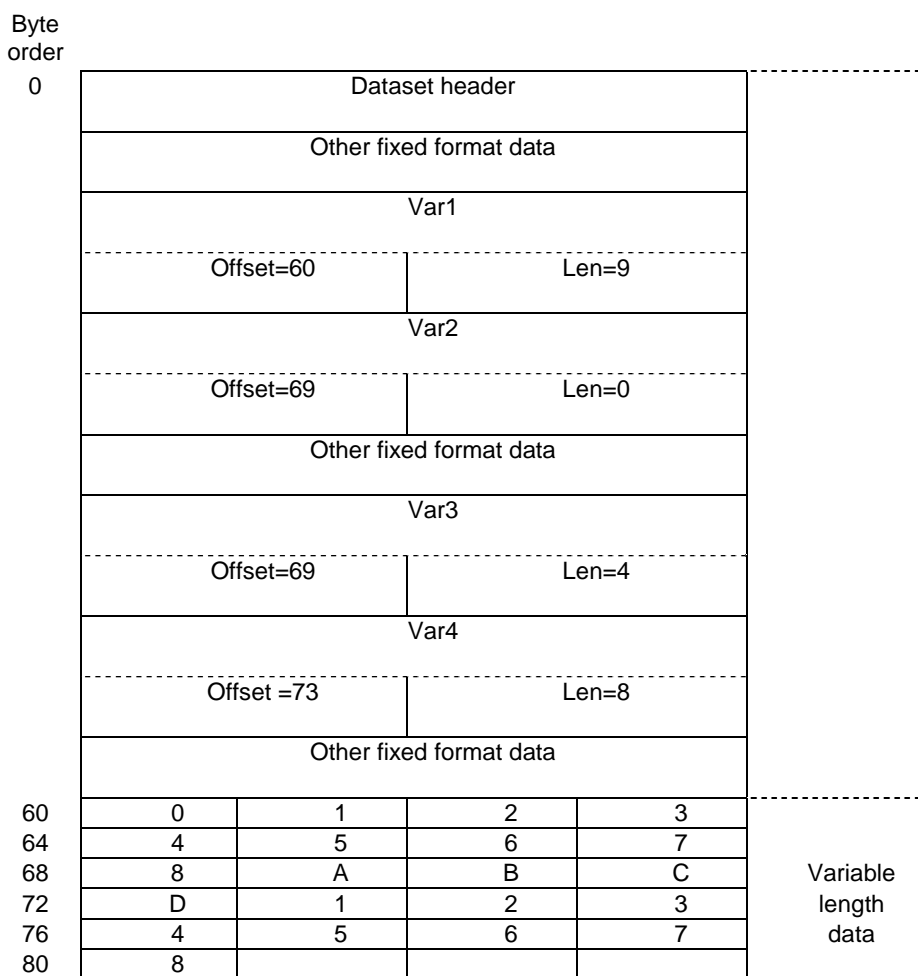 Byte
order
0 Dataset header
Other fixed format data
Var1
Offset=60 Len=9
Var2
Offset=69 Len=0
Other fixed format data
Var3
Offset=69 Len=4
Var4
Offset =73 Len=8
Other fixed format data
60 0 1 2 3
64 4 5 6 7
68 8 A B C Variable
72 D 1 2 3 length
76 4 5 6 7 data
80 8